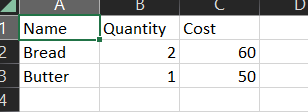 A B C D
1 Name Quantity Cost
2 Bread 2 60
3 Butter 1 50
4